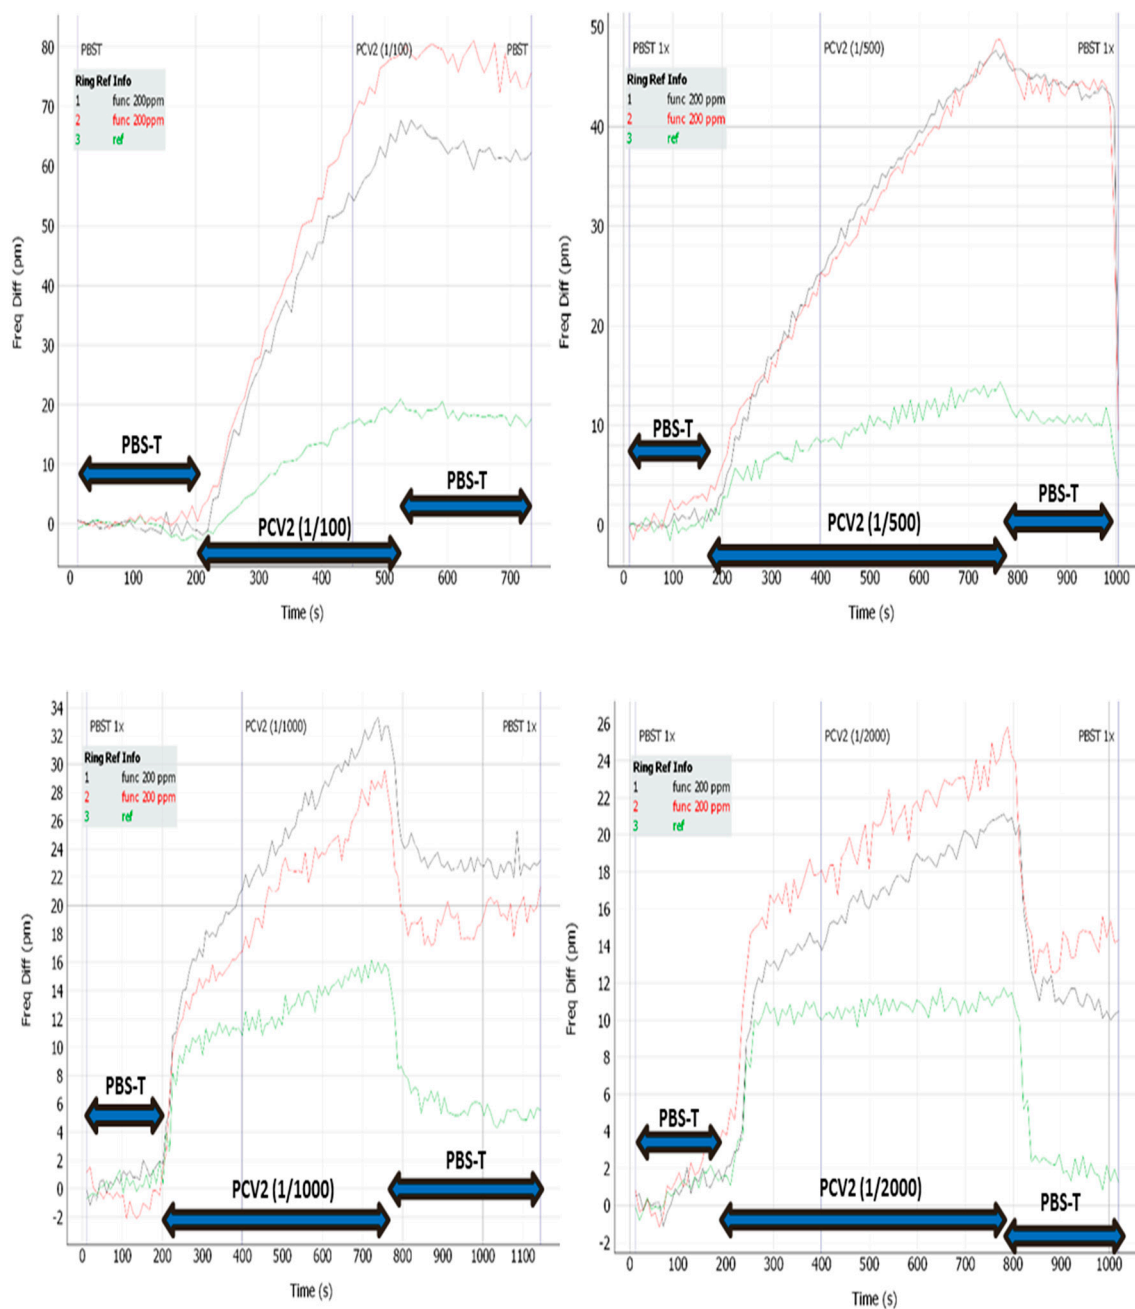 PBST PCV2 (1/100) PBST
Ring Ref Info
1 func 200ppm
2 func 200ppm
3 ref
80
70
60
50
40
30
20
10
0
Freq Diff (pm)
PBS-T
PBS-T
PCV2 (1/100)
0 100 200 300 400 500 600 700
Time (s)
PBST 1x PCV2 (1/500) PBST 1x
Ring Ref Info
1 func 200 ppm
2 func 200 ppm
3 ref
50
40
30
20
10
0
Freq Diff (pm)
PBS-T
PBS-T
PCV2 (1/500)
0 100 200 300 400 500 600 700 800 900 1000
Time (s)
PBST 1x PCV2 (1/1000) PBST 1x
Ring Ref Info
1 func 200 ppm
2 func 200 ppm
3 ref
34
32
30
28
26
24
22
20
18
16
14
12
10
8
6
4
2
0
-2
Freq Diff (pm)
PBS-T
PBS-T
PCV2 (1/1000)
0 100 200 300 400 500 600 700 800 900 1000 1100
Time (s)
PBST 1x PCV2 (1/2000) PBST 1x
Ring Ref Info
1 func 200 ppm
2 func 200 ppm
3 ref
26
24
22
20
18
16
14
12
10
8
6
4
2
0
-2
Freq Diff (pm)
PBS-T
PCV2 (1/2000)
PBS-T
0 100 200 300 400 500 600 700 800 900 1000
Time (s)